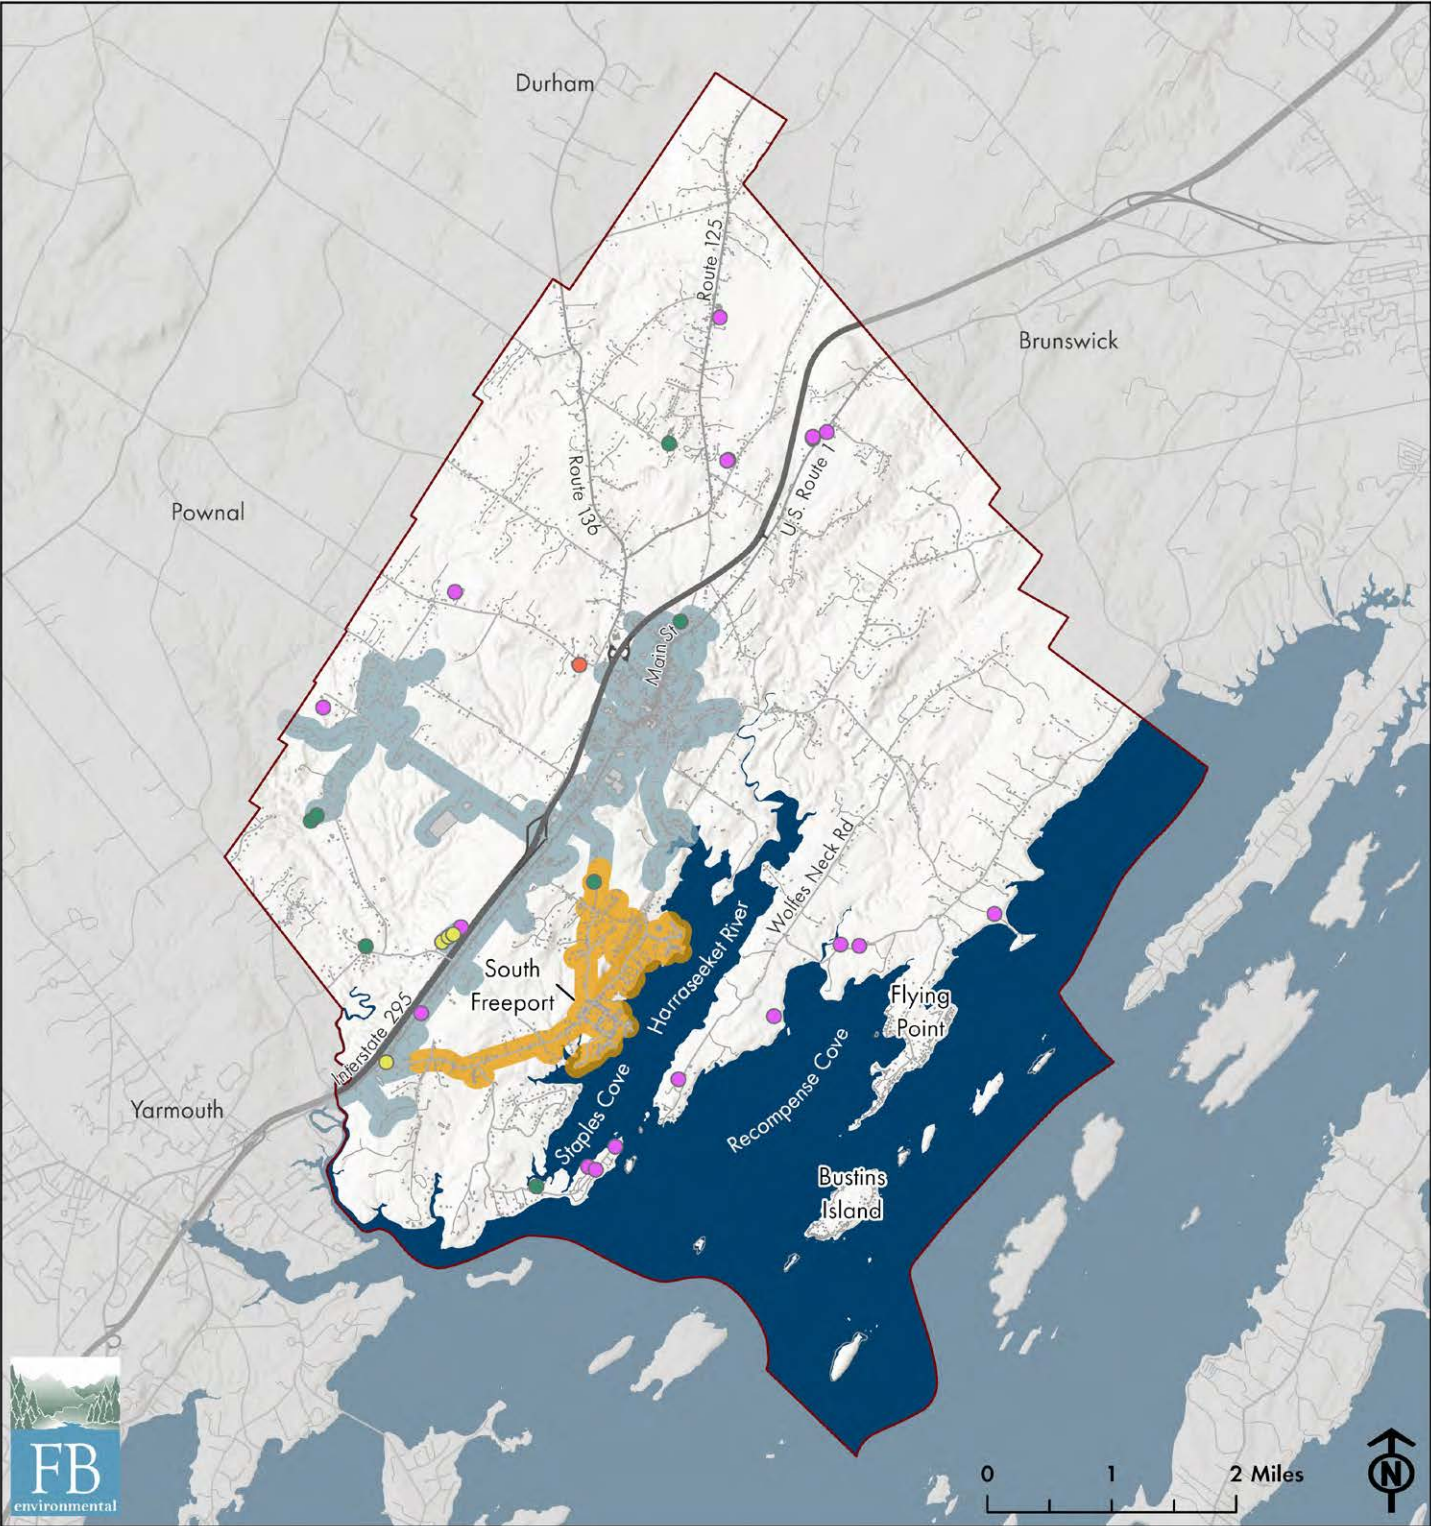 Durham
Route 125
Brunswick
Route 136
U.S. Route 1
Pownal
Main St
Wolfes Neck Rd
Harraseeket River
South
Freeport
Flying
Point
Interstate 295
Recompense Cove
Staples Cove
Yarmouth
Bustins
Island
FB
environmental
0 1 2 Miles
N